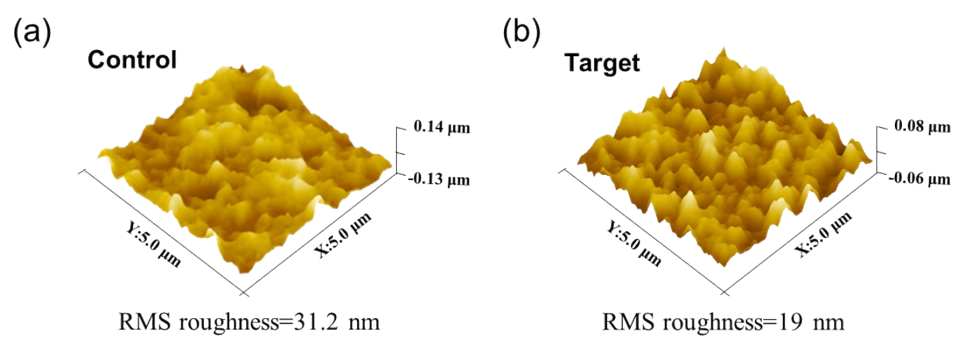 (a)
Control
0.14 μm
-0.13 μm
Y:5.0 μm
X:5.0 μm
RMS roughness=31.2 nm
(b)
Target
0.08 μm
-0.06 μm
Y:5.0 μm
X:5.0 μm
RMS roughness=19 nm